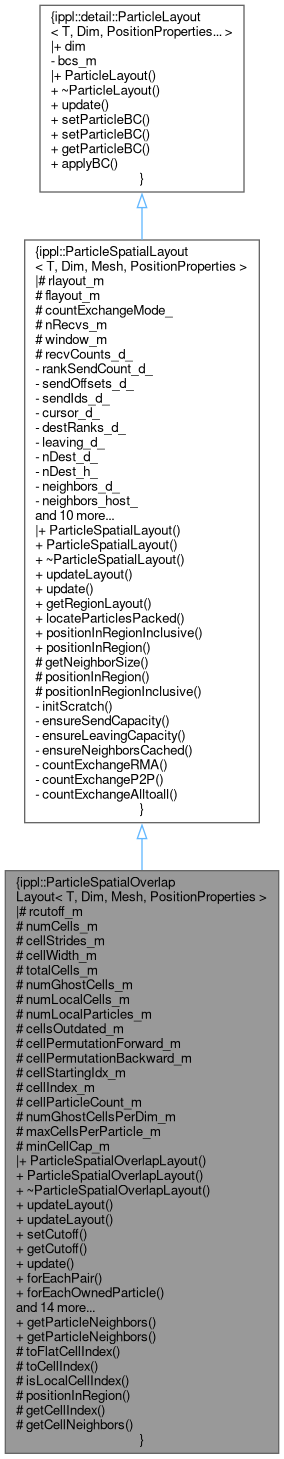 {ippl::detail::ParticleLayout
< T, Dim, PositionProperties... >
|+ dim
- bcs_m
|+ ParticleLayout()
+ ~ParticleLayout()
+ update()
+ setParticleBC()
+ setParticleBC()
+ getParticleBC()
+ applyBC()
}
{ippl::ParticleSpatialLayout
< T, Dim, Mesh, PositionProperties >
|# rlayout_m
# flayout_m
# countExchangeMode_
# nRecvs_m
# window_m
# recvCounts_d_
- rankSendCount_d_
- sendOffsets_d_
- sendIds_d_
- cursor_d_
- destRanks_d_
- leaving_d_
- nDest_d_
- nDest_h_
- neighbors_d_
- neighbors_host_
and 10 more...
|+ ParticleSpatialLayout()
+ ParticleSpatialLayout()
+ ~ParticleSpatialLayout()
+ updateLayout()
+ update()
+ getRegionLayout()
+ locateParticlesPacked()
+ positionInRegionInclusive()
+ positionInRegion()
# getNeighborSize()
# positionInRegion()
# positionInRegionInclusive()
- initScratch()
- ensureSendCapacity()
- ensureLeavingCapacity()
- ensureNeighborsCached()
- countExchangeRMA()
- countExchangeP2P()
- countExchangeAlltoall()
}
{ippl::ParticleSpatialOverlap
Layout< T, Dim, Mesh, PositionProperties >
|# rcutoff_m
# numCells_m
# cellStrides_m
# cellWidth_m
# totalCells_m
# numGhostCells_m
# numLocalCells_m
# numLocalParticles_m
# cellsOutdated_m
# cellPermutationForward_m
# cellPermutationBackward_m
# cellStartingIdx_m
# cellIndex_m
# cellParticleCount_m
# numGhostCellsPerDim_m
# maxCellsPerParticle_m
# minCellCap_m
|+ ParticleSpatialOverlapLayout()
+ ParticleSpatialOverlapLayout()
+ ~ParticleSpatialOverlapLayout()
+ updateLayout()
+ updateLayout()
+ setCutoff()
+ getCutoff()
+ update()
+ forEachPair()
+ forEachOwnedParticle()
and 14 more...
+ getParticleNeighbors()
+ getParticleNeighbors()
# toFlatCellIndex()
# toCellIndex()
# isLocalCellIndex()
# positionInRegion()
# getCellIndex()
# getCellNeighbors()
}